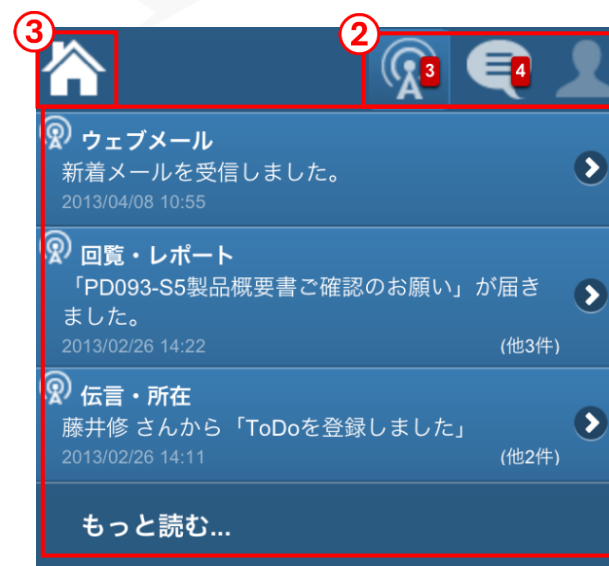 ③ ②
A 3 4
ウェブメール
新着メールを受信しました。
2013/04/08 10:55
回覧・レポート
「PD093-S5製品概要書ご確認のお願い」が届き
ました。
2013/02/26 14:22 (他3件)
伝言・所在
藤井修 さんから「ToDoを登録しました」
2013/02/26 14:11 (他2件)
もっと読む...